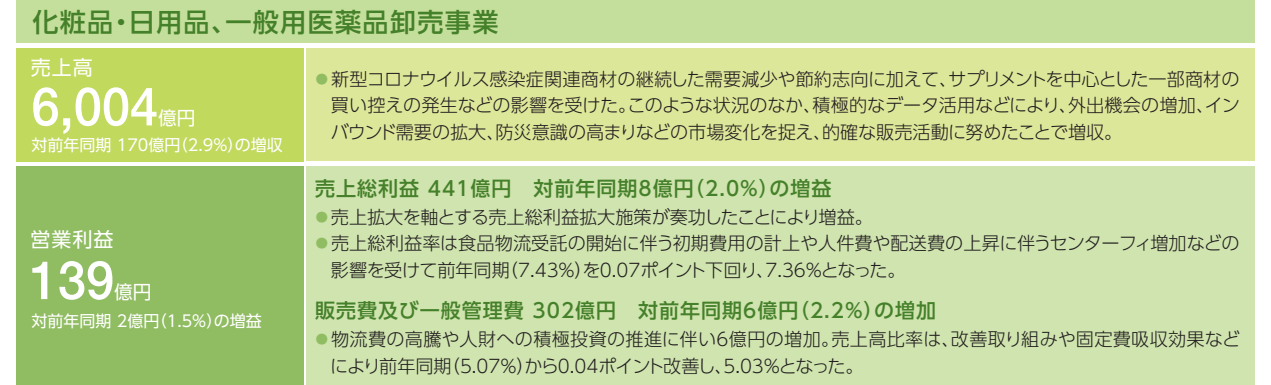 化粧品・日用品、一般用医薬品卸売事業
売上高
6,004億円
対前年同期 170億円（2.9%）の増収
●新型コロナウイルス感染症関連商材の継続した需要減少や節約志向に加えて、サプリメントを中心とした一部商材の
買い控えの発生などの影響を受けた。このような状況のなか、積極的なデータ活用などにより、外出機会の増加、イン
バウンド需要の拡大、防災意識の高まりなどの市場変化を捉え、的確な販売活動に努めたことで増収。
営業利益
139億円
対前年同期 2億円（1.5%）の増益
売上総利益 441億円　対前年同期8億円（2.0%）の増益
●売上拡大を軸とする売上総利益拡大施策が奏功したことにより増益。
●売上総利益率は食品物流受託の開始に伴う初期費用の計上や人件費や配送費の上昇に伴うセンターフィ増加などの
影響を受けて前年同期（7.43%）を0.07ポイント下回り、7.36%となった。
販売費及び一般管理費 302億円　対前年同期6億円（2.2%）の増加
●物流費の高騰や人財への積極投資の推進に伴い6億円の増加。売上高比率は、改善取り組みや固定費吸収効果など
により前年同期（5.07%）から0.04ポイント改善し、5.03%となった。